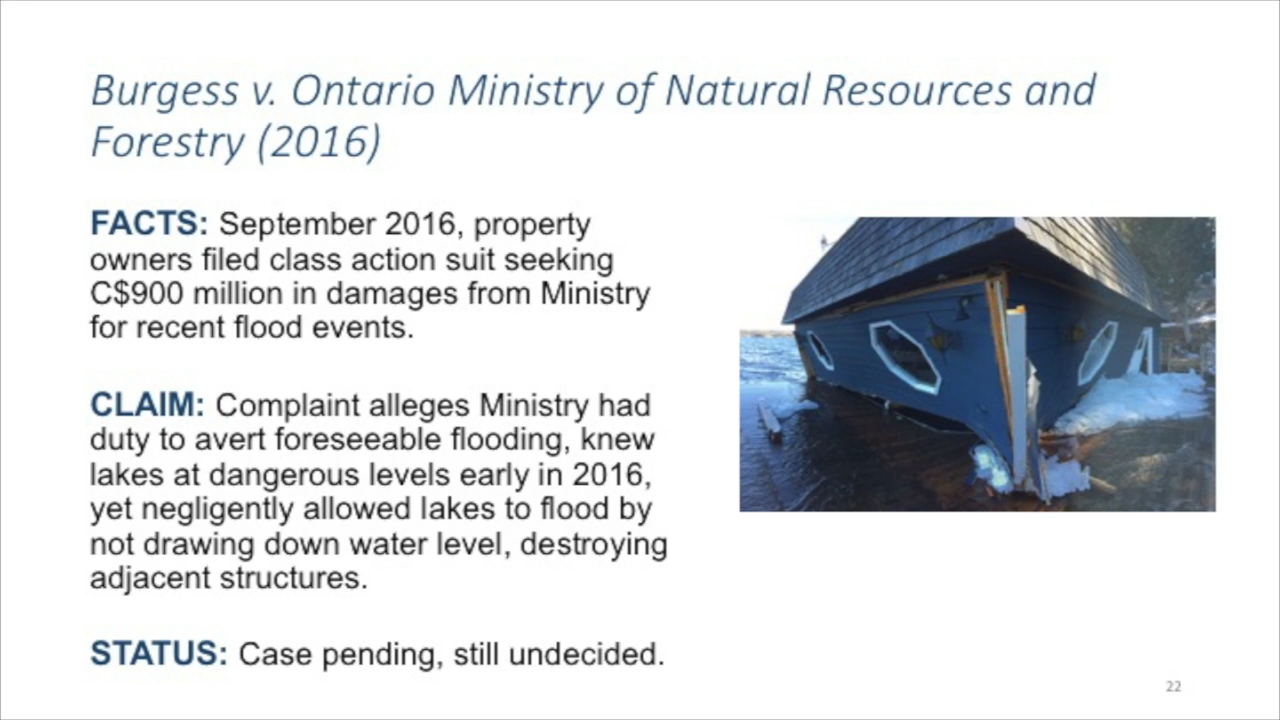 Burgess v. Ontario Ministry of Natural Resources and
Forestry (2016)
FACTS: September 2016, property
owners filed class action suit seeking
C$900 million in damages from Ministry
for recent flood events.
CLAIM: Complaint alleges Ministry had
duty to avert foreseeable flooding, knew
lakes at dangerous levels early in 2016,
yet negligently allowed lakes to flood by
not drawing down water level, destroying
adjacent structures.
STATUS: Case pending, still undecided.
22